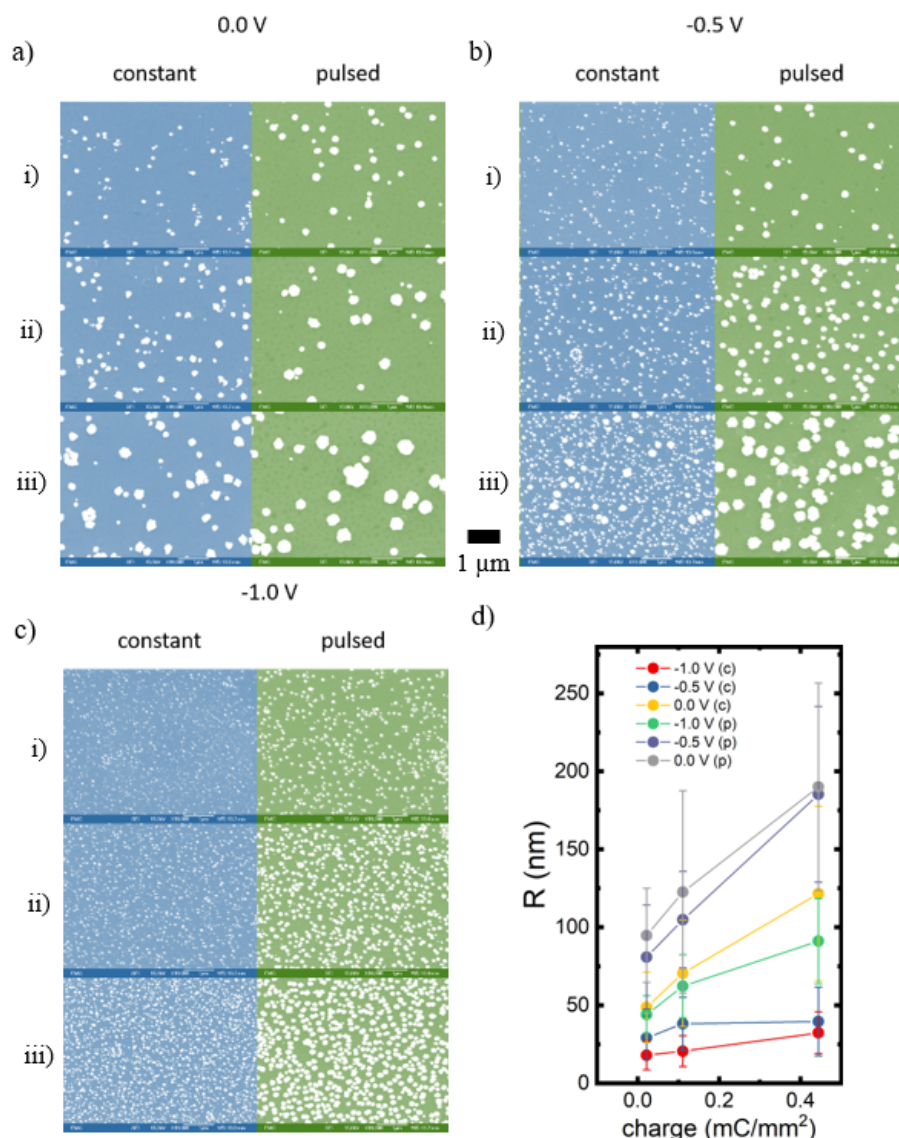 0.0 V
a)
constant pulsed
i)
ii)
iii)
-0.5 V
b)
constant pulsed
i)
ii)
iii)
1 μm
-1.0 V
c)
constant pulsed
i)
ii)
iii)
d)
-1.0 V (c)
-0.5 V (c)
0.0 V (c)
-1.0 V (p)
-0.5 V (p)
0.0 V (p)
250
200
150
100
50
0
R (nm)
0.0 0.2 0.4
charge (mC/mm²)